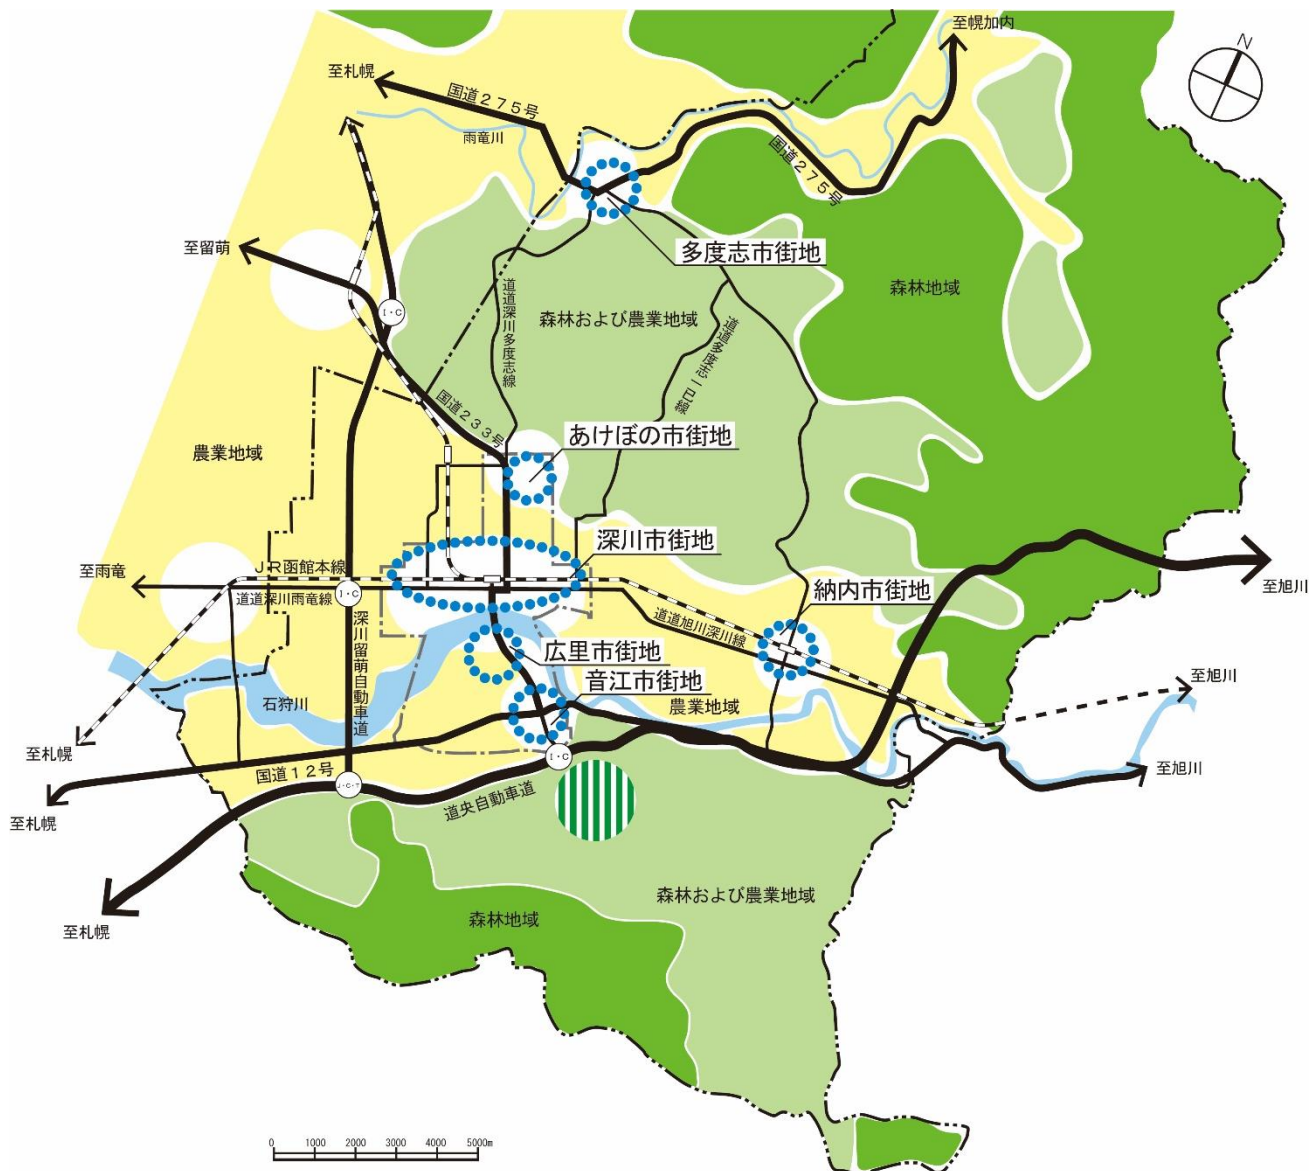 N
至幌加内
至札幌
国道275号
雨竜川
国道275号
多度志市街地
至留萌
I・C
道道深川多度志線
森林および農業地域
森林地域
道道多度志一已線
国道233号
あけぼの市街地
農業地域
深川市街地
JR函館本線
至雨竜
道道深川雨竜線
I・C
納内市街地
至旭川
道道旭川深川線
深川留萌自動車道
広里市街地
音江市街地
石狩川
農業地域
至旭川
至札幌
国道12号
I・C
至旭川
J・C・T
道央自動車道
至札幌
森林および農業地域
至札幌
森林地域
0 1000 2000 3000 4000 5000m